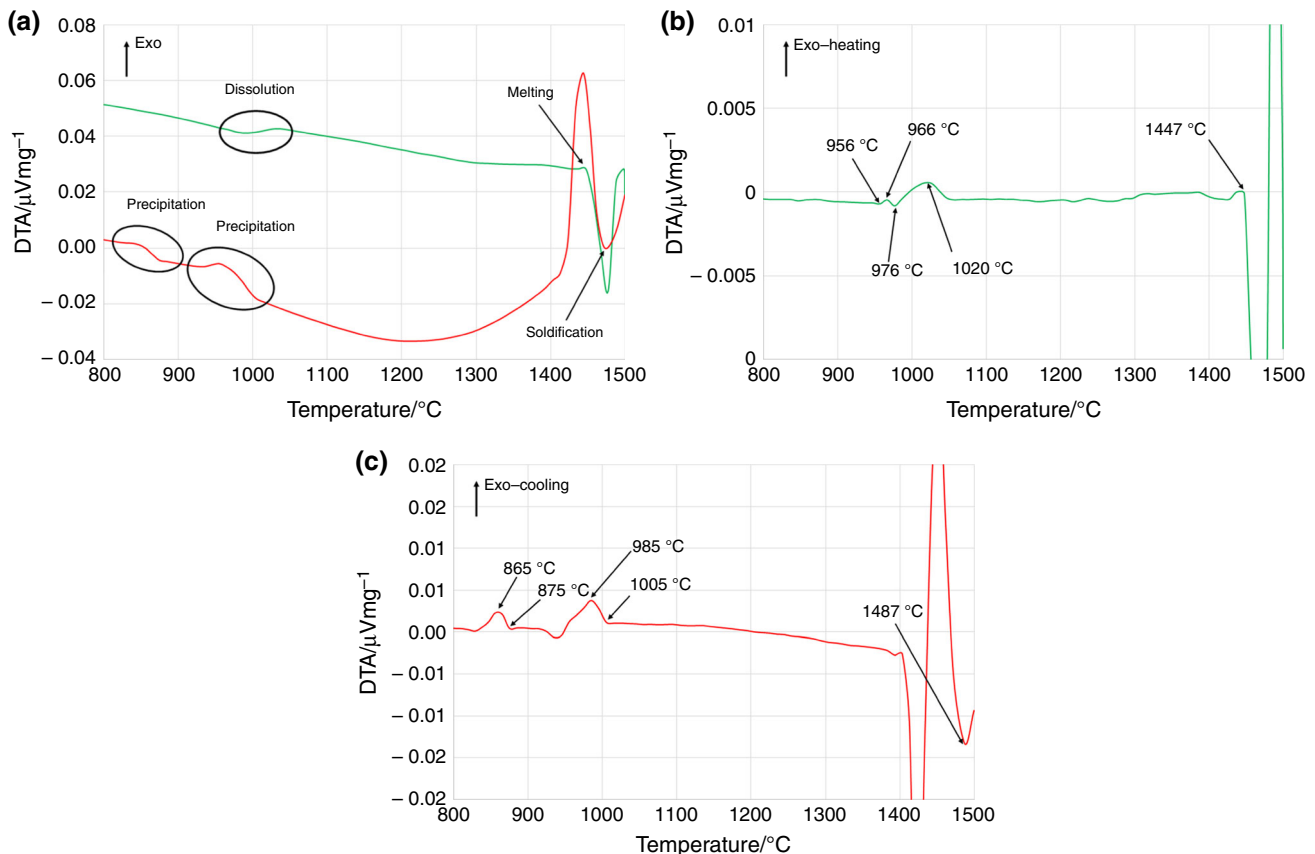 (a)
Exo
Dissolution
Melting
Precipitation
Precipitation
Soldification
0.08
0.06
0.04
0.02
0.00
– 0.02
– 0.04
DTA/μVmg–1
800 900 1000 1100 1200 1300 1400 1500
Temperature/°C
(b)
Exo–heating
956 °C
966 °C
1447 °C
976 °C
1020 °C
0.01
0.005
0
– 0.005
0
DTA/μVmg–1
800 900 1000 1100 1200 1300 1400 1500
Temperature/°C
(c)
Exo–cooling
865 °C
875 °C
985 °C
1005 °C
1487 °C
0.02
0.02
0.01
0.01
0.00
– 0.01
– 0.01
– 0.02
– 0.02
DTA/μVmg–1
800 900 1000 1100 1200 1300 1400 1500
Temperature/°C